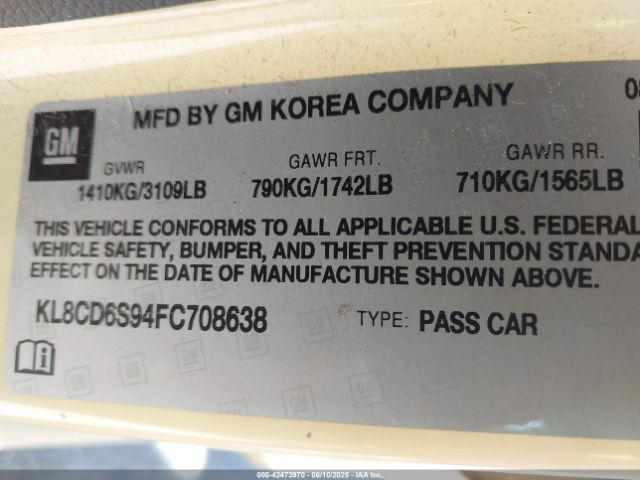 MFD BY GM KOREA COMPANY
08
GM
GVWR
GAWR FRT.
GAWR RR.
1410KG/3109LB
790KG/1742LB
710KG/1565LB
THIS VEHICLE CONFORMS TO ALL APPLICABLE U.S. FEDERAL
VEHICLE SAFETY, BUMPER, AND THEFT PREVENTION STANDA
EFFECT ON THE DATE OF MANUFACTURE SHOWN ABOVE.
KL8CD6S94FC708638
TYPE: PASS CAR
000-42473970 - 06/10/2025 - IAA Inc.